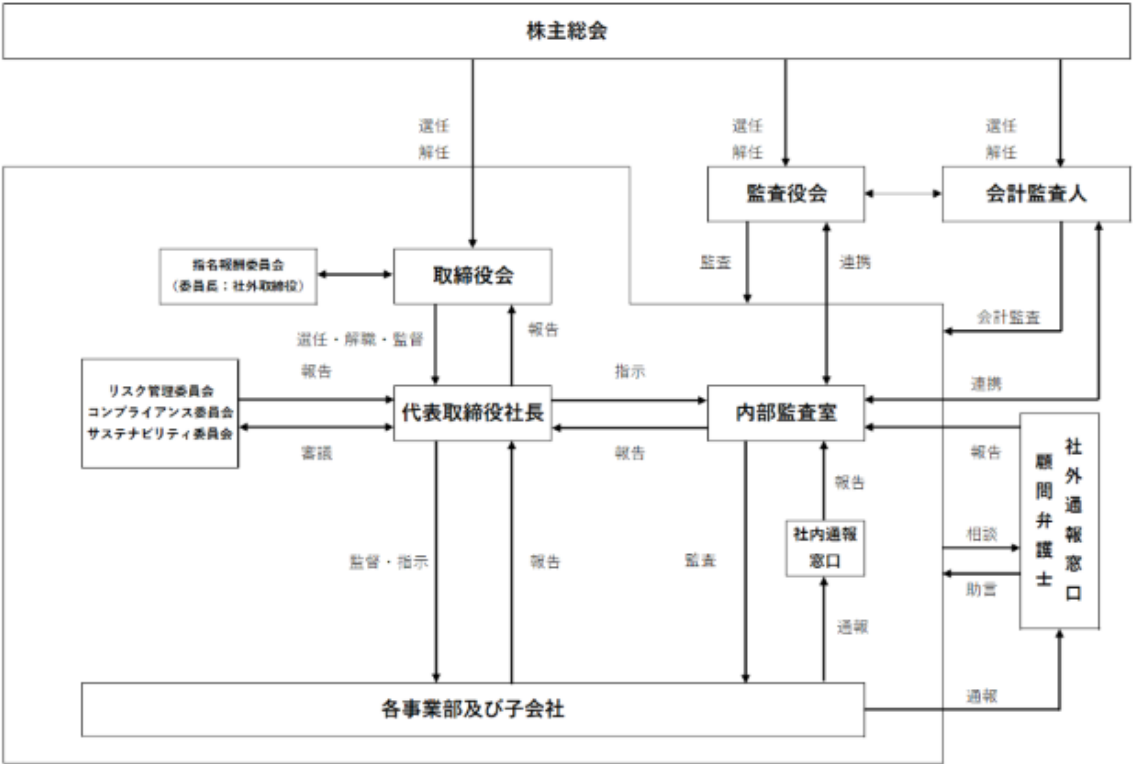 株主総会
選任
解任
選任
解任
選任
解任
監査役会
会計監査人
指名報酬委員会
(委員長:社外取締役)
取締役会
監査
連携
会計監査
選任・解職・監督
報告
報告
指示
連携
リスク管理委員会
コンプライアンス委員会
サステナビリティ委員会
代表取締役社長
内部監査室
審議
報告
報告
社外通報窓口
顧問弁護士
報告
社内通報
窓口
相談
助言
監督・指示
報告
監査
通報
各事業部及び子会社
通報